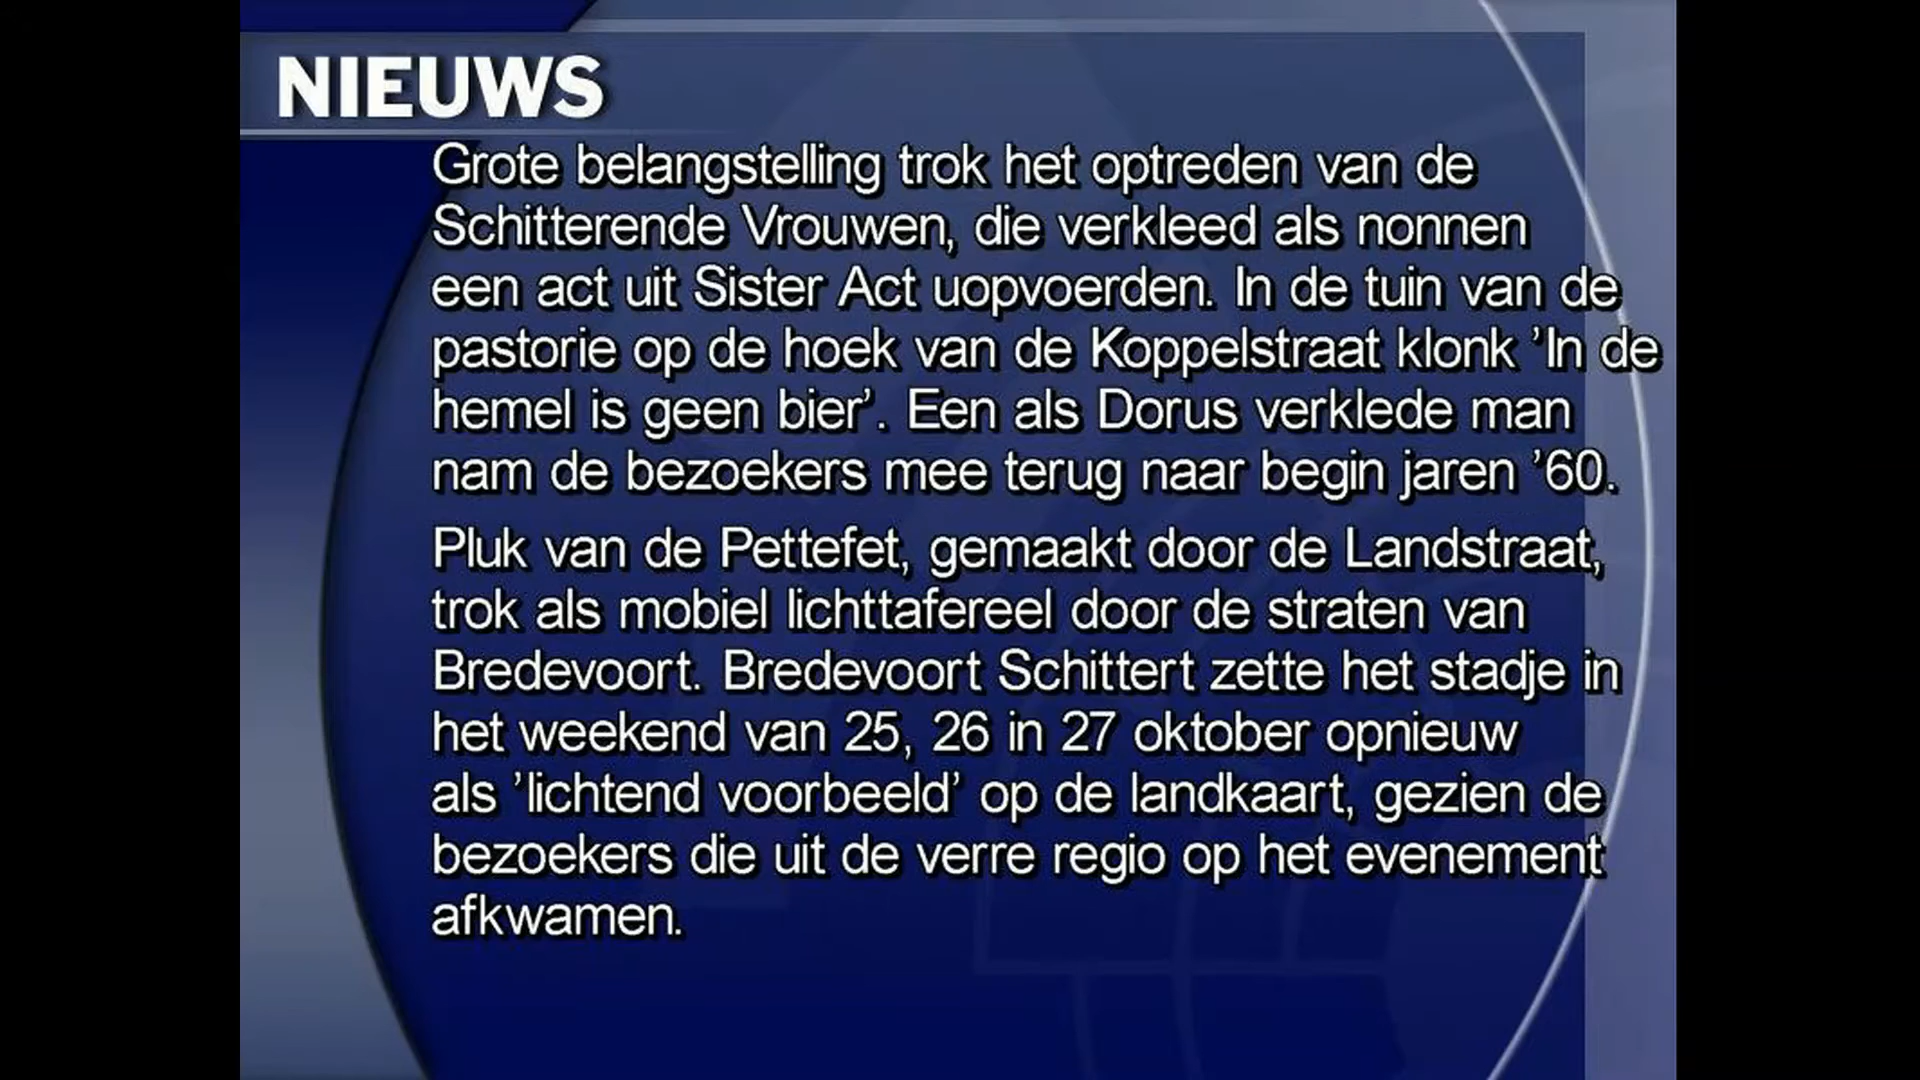 NIEUWS
Grote belangstelling trok het optreden van de
Schitterende Vrouwen, die verkleed als nonnen
een act uit Sister Act uopvoerden. In de tuin van de
pastorie op de hoek van de Koppelstraat klonk ’In de
hemel is geen bier’. Een als Dorus verklede man
nam de bezoekers mee terug naar begin jaren ’60.
Pluk van de Pettefet, gemaakt door de Landstraat,
trok als mobiel lichttafereel door de straten van
Bredevoort. Bredevoort Schittert zette het stadje in
het weekend van 25, 26 in 27 oktober opnieuw
als ’lichtend voorbeeld’ op de landkaart, gezien de
bezoekers die uit de verre regio op het evenement
afkwamen.